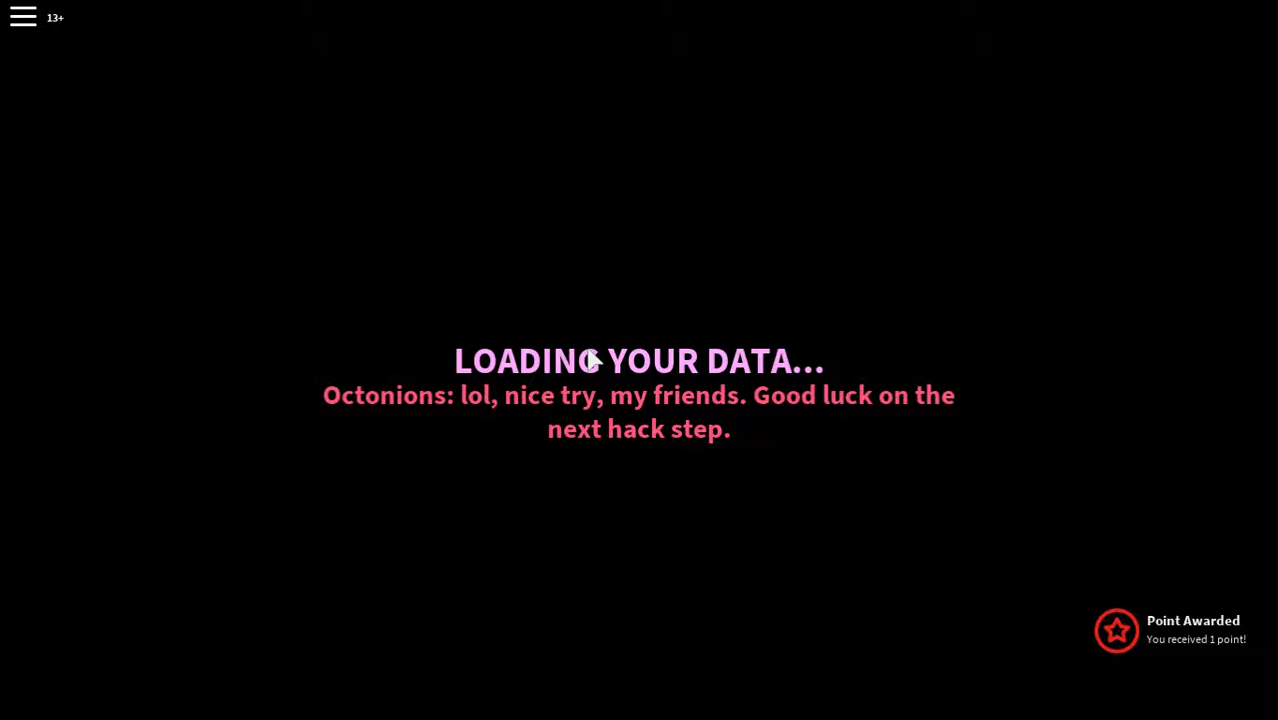 13+
LOADING YOUR DATA...
Octonions: lol, nice try, my friends. Good luck on the
next hack step.
Point Awarded
You received 1 point!